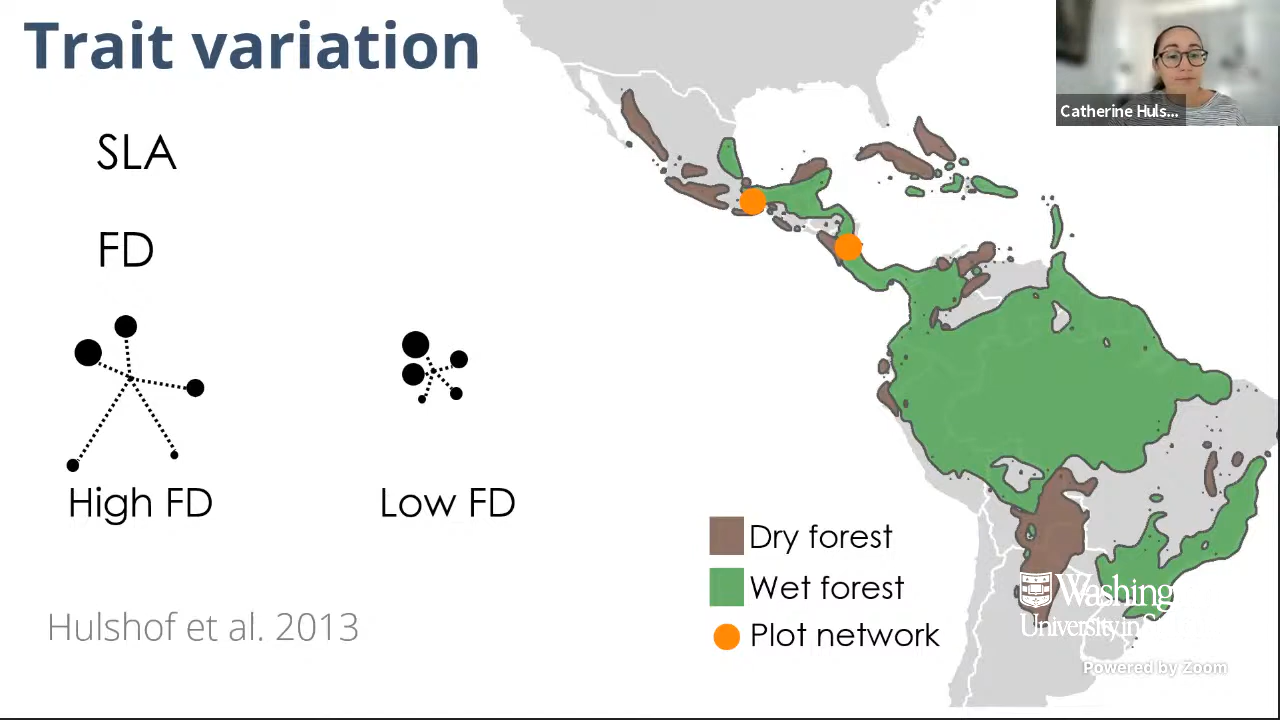 Trait variation
Catherine Huls...
SLA
FD
High FD
Low FD
Dry forest
Wet forest
Plot network
Hulshof et al. 2013
University in
Powered by Zoom